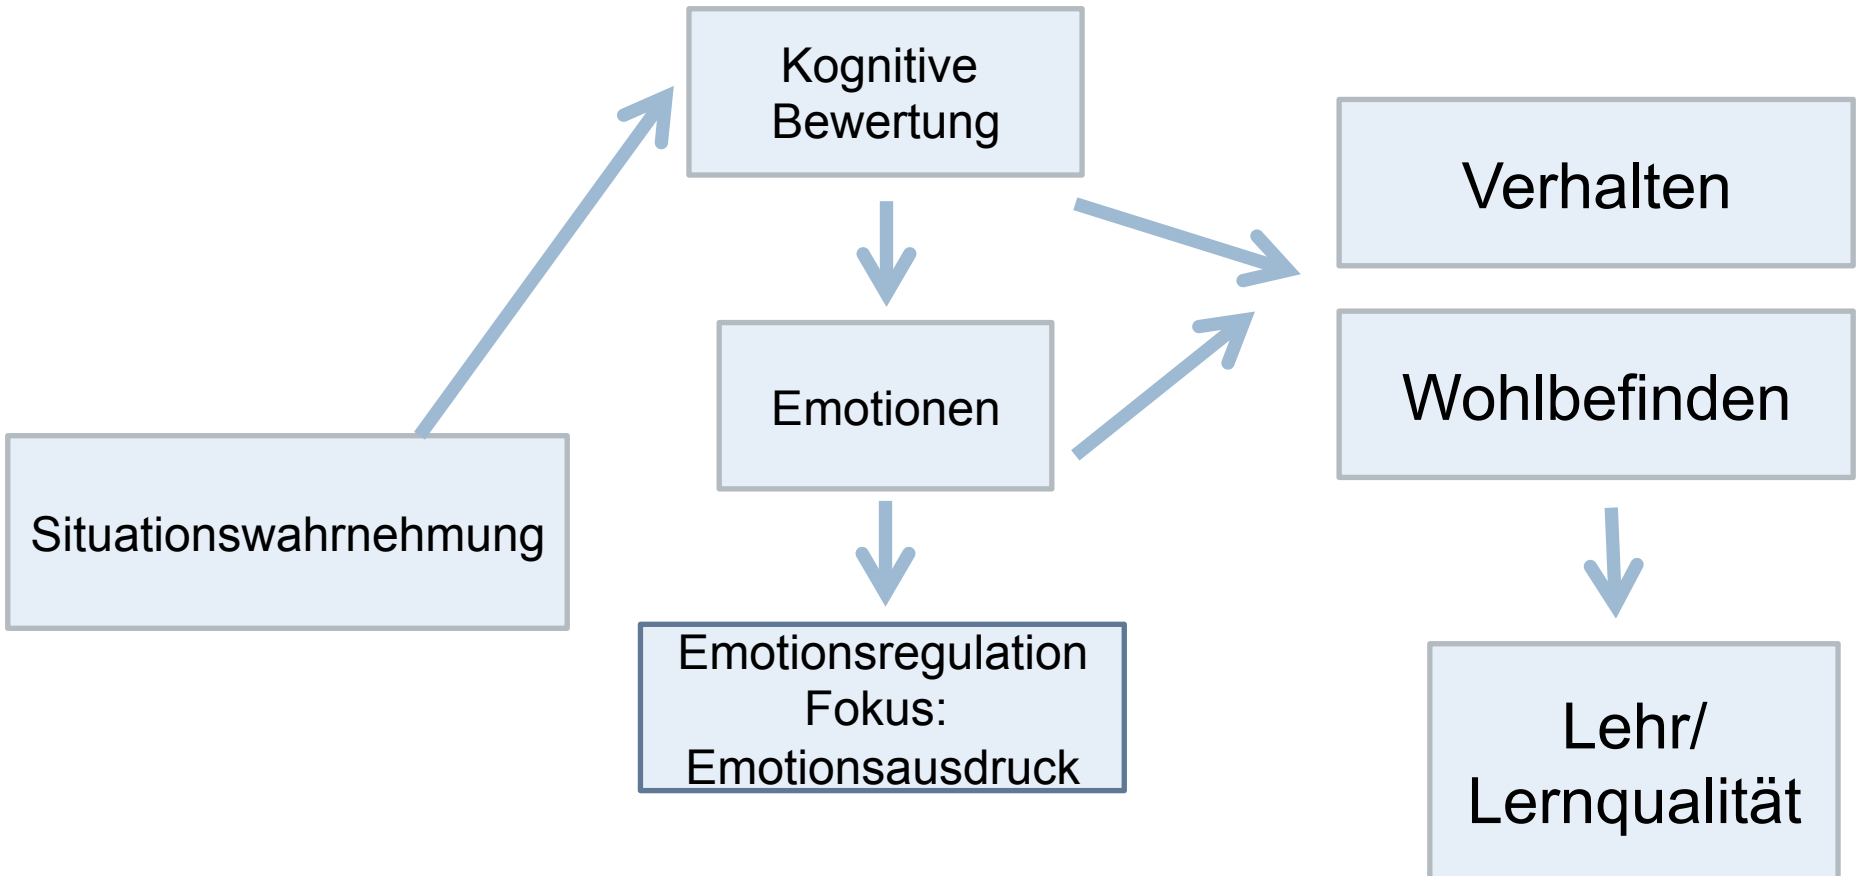 Kognitive
Bewertung
Verhalten
Emotionen
Wohlbefinden
Situationswahrnehmung
Emotionsregulation
Fokus:
Emotionsausdruck
Lehr/
Lernqualität